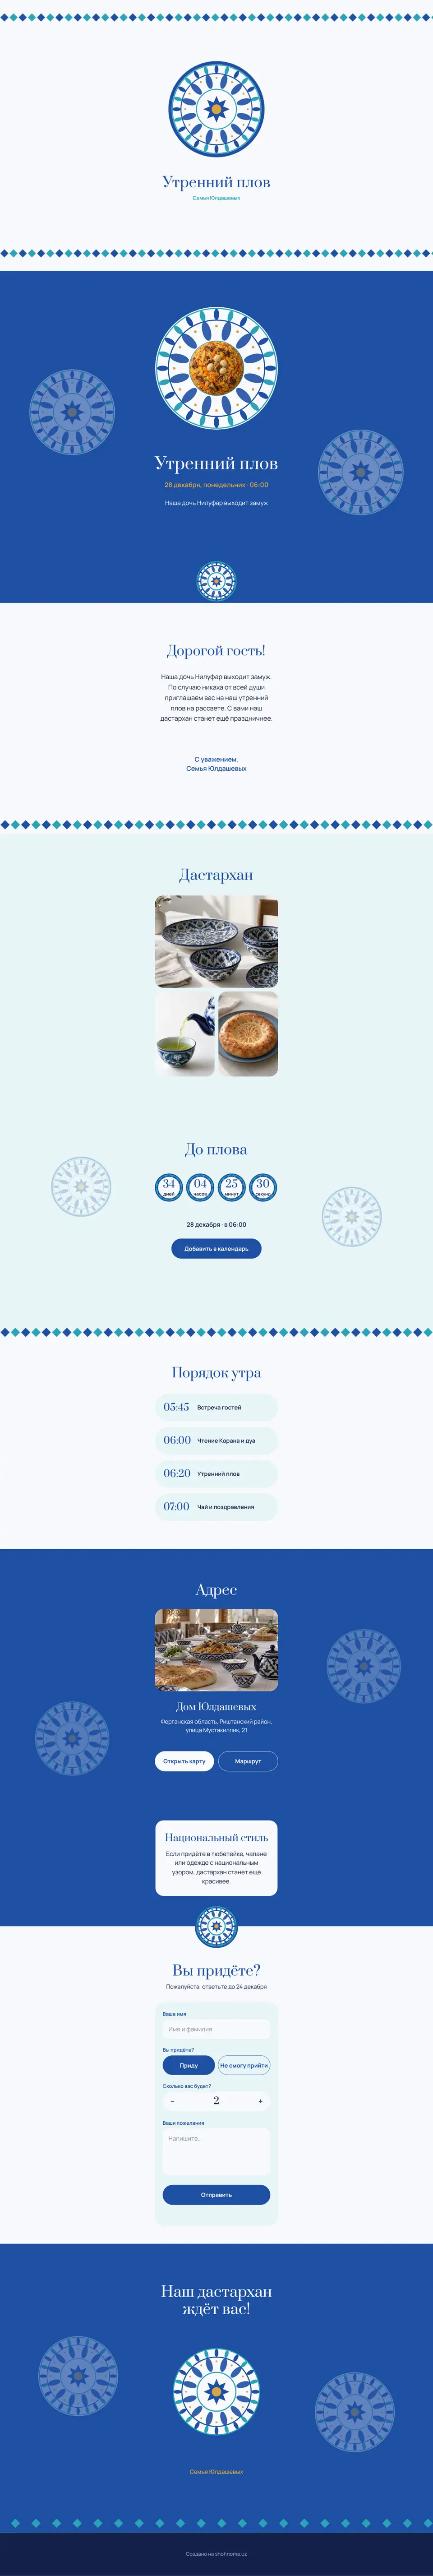 Утренний плов
Семья Юлдашевых
Утренний плов
28 декабря, понедельник · 06:00
Наша дочь Нилуфар выходит замуж
Дорогой гость!
Наша дочь Нилуфар выходит замуж.
По случаю никаха от всей души
приглашаем вас на наш утренний
плов на рассвете. С вами наш
дастархан станет ещё праздничнее.
С уважением,
Семья Юлдашевых
Дастархан
До плова
34 04 25 30
дней часов минут секунд
28 декабря · в 06:00
Добавить в календарь
Порядок утра
05:45 Встреча гостей
06:00 Чтение Корана и дуа
06:20 Утренний плов
07:00 Чай и поздравления
Адрес
Дом Юлдашевых
Ферганская область, Риштанский район,
улица Мустакиллик, 21
Открыть карту Маршрут
Национальный стиль
Если придёте в тюбетейке, чапане
или одежде с национальным
узором, дастархан станет ещё
красивее.
Вы придёте?
Пожалуйста, ответьте до 24 декабря
Ваше имя
Имя и фамилия
Вы придёте?
Приду Не смогу прийти
Сколько вас будет?
− 2 +
Ваши пожелания
Напишите…
Отправить
Наш дастархан
ждёт вас!
Семья Юлдашевых
Создано на shohnoma.uz